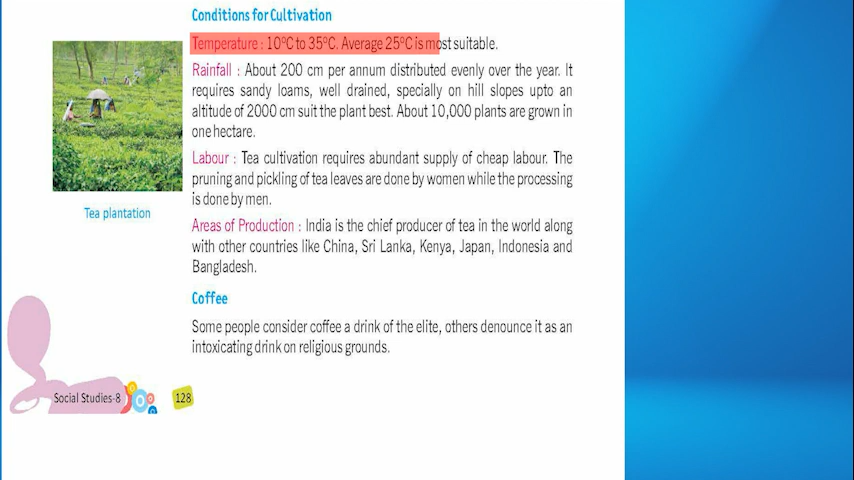 Conditions for Cultivation
Temperature : 10°C to 35°C. Average 25°C is most suitable.
Rainfall : About 200 cm per annum distributed evenly over the year. It
requires sandy loams, well drained, specially on hill slopes upto an
altitude of 2000 cm suit the plant best. About 10,000 plants are grown in
one hectare.
Labour : Tea cultivation requires abundant supply of cheap labour. The
pruning and pickling of tea leaves are done by women while the processing
is done by men.
Tea plantation
Areas of Production : India is the chief producer of tea in the world along
with other countries like China, Sri Lanka, Kenya, Japan, Indonesia and
Bangladesh.
Coffee
Some people consider coffee a drink of the elite, others denounce it as an
intoxicating drink on religious grounds.
Social Studies-8
128